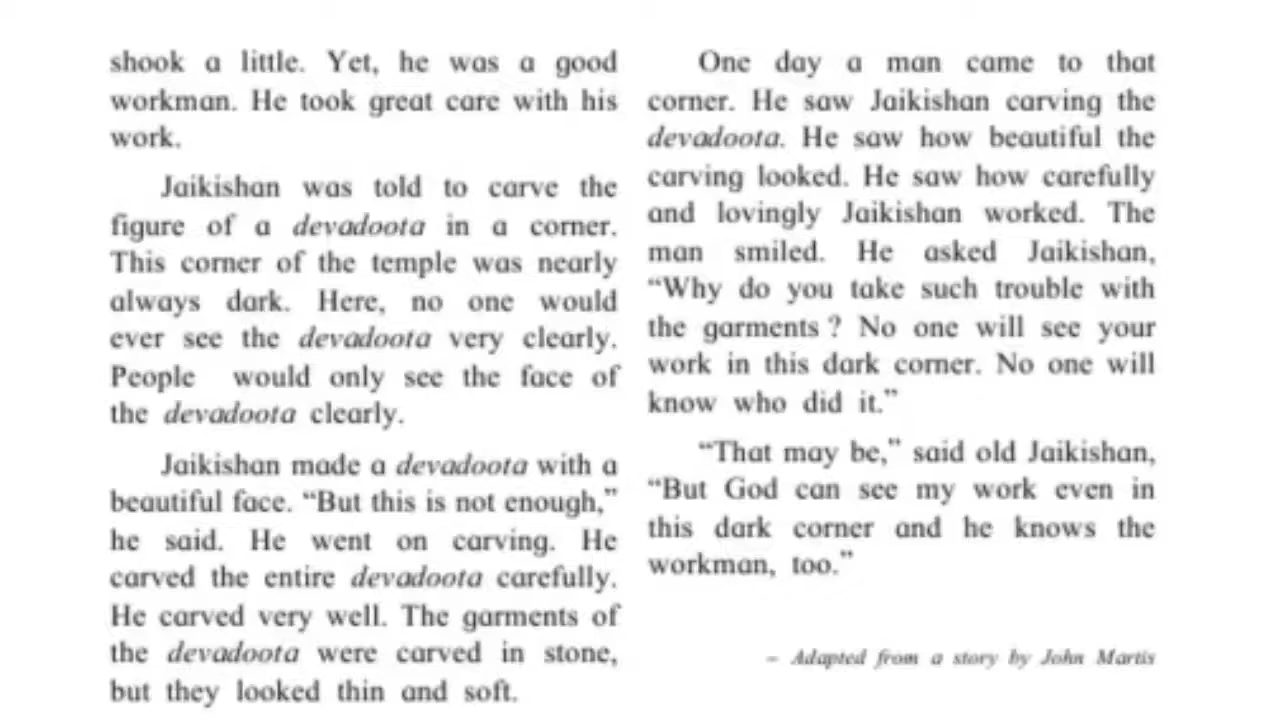 shook a little. Yet, he was a good
workman. He took great care with his
work.
Jaikishan was told to carve the
figure of a devadoota in a corner.
This corner of the temple was nearly
always dark. Here, no one would
ever see the devadoota very clearly.
People would only see the face of
the devadoota clearly.
Jaikishan made a devadoota with a
beautiful face. “But this is not enough,”
he said. He went on carving. He
carved the entire devadoota carefully.
He carved very well. The garments of
the devadoota were carved in stone,
but they looked thin and soft.
One day a man came to that
corner. He saw Jaikishan carving the
devadoota. He saw how beautiful the
carving looked. He saw how carefully
and lovingly Jaikishan worked. The
man smiled. He asked Jaikishan,
“Why do you take such trouble with
the garments ? No one will see your
work in this dark corner. No one will
know who did it.”
“That may be,” said old Jaikishan,
“But God can see my work even in
this dark corner and he knows the
workman, too.”
– Adapted from a story by John Martis